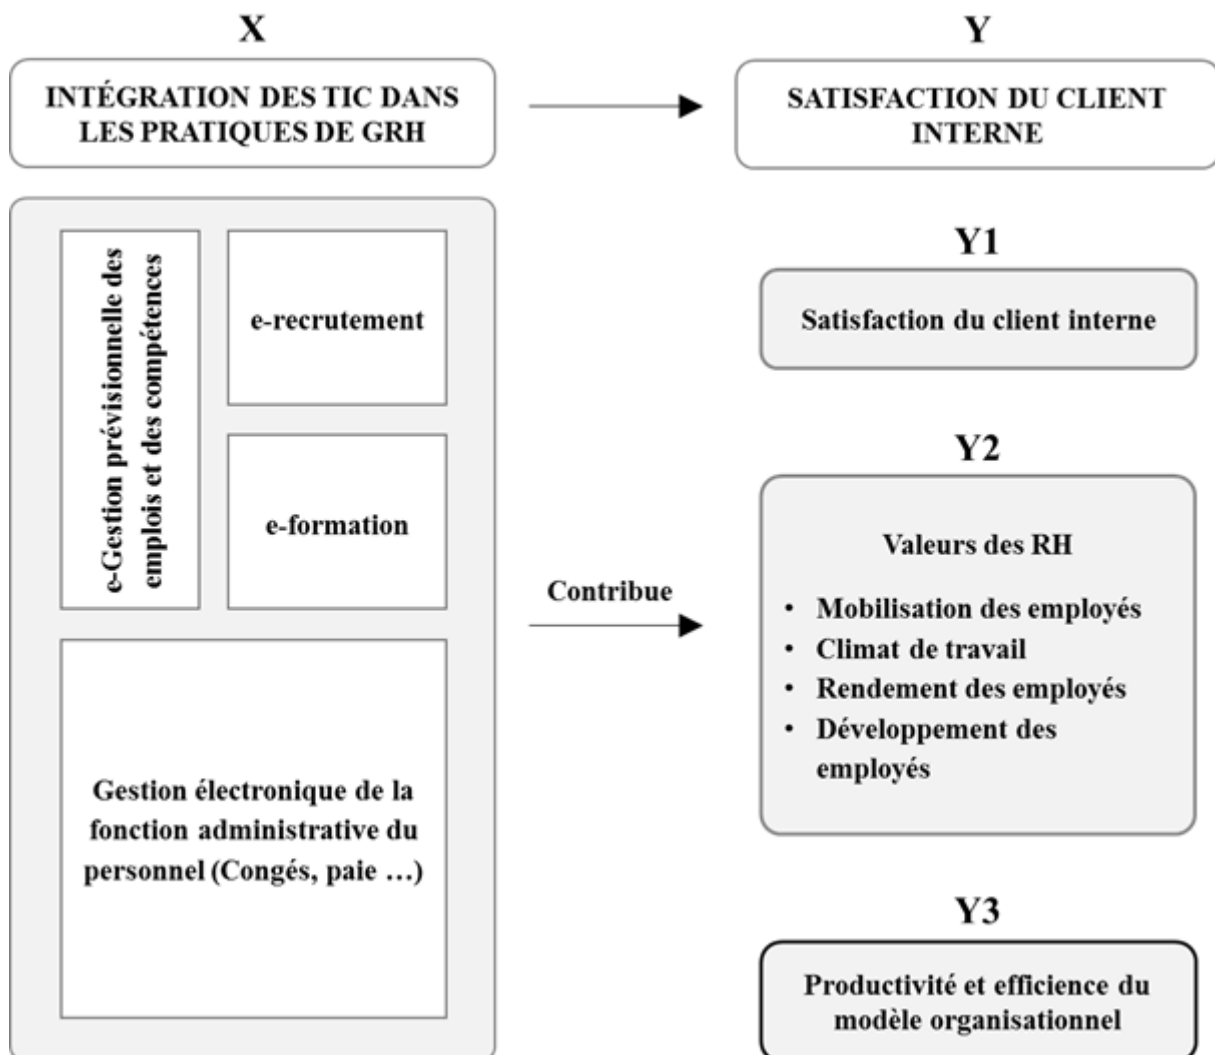 X
INTÉGRATION DES TIC DANS
LES PRATIQUES DE GRH
Y
SATISFACTION DU CLIENT
INTERNE
e-Gestion prévisionnelle des
emplois et des compétences
e-recrutement
e-formation
Gestion électronique de la
fonction administrative du
personnel (Congés, paie …)
Contribue
Y1
Satisfaction du client interne
Y2
Valeurs des RH
• Mobilisation des employés
• Climat de travail
• Rendement des employés
• Développement des
employés
Y3
Productivité et efficience du
modèle organisationnel